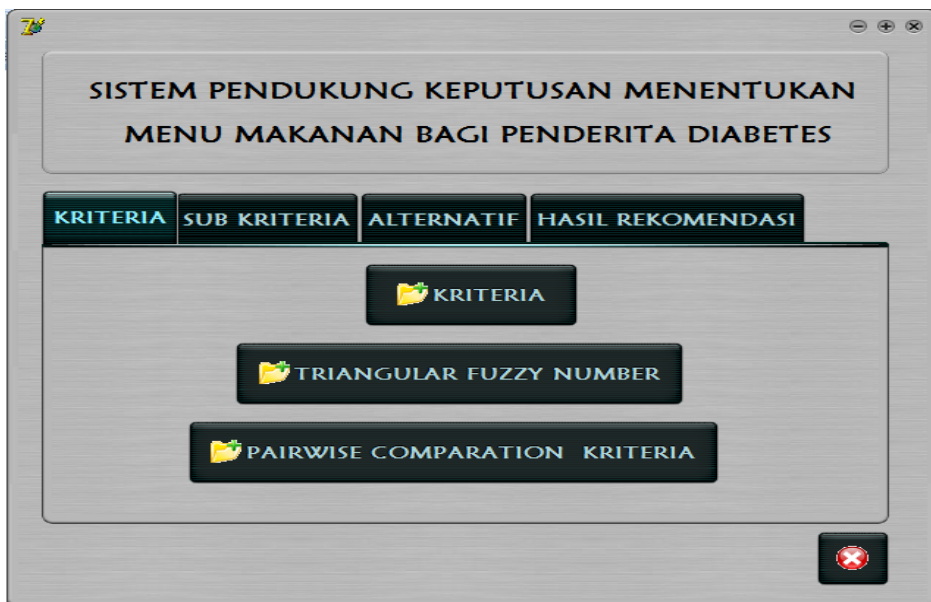 SISTEM PENDUKUNG KEPUTUSAN MENENTUKAN
MENU MAKANAN BAGI PENDERITA DIABETES
KRITERIA SUB KRITERIA ALTERNATIF HASIL REKOMENDASI
KRITERIA
TRIANGULAR FUZZY NUMBER
PAIRWISE COMPARATION KRITERIA